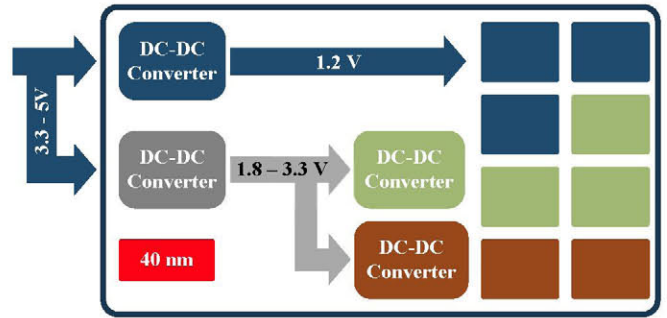 DC-DC
Converter
1.2 V
3.3 - 5V
DC-DC
Converter
1.8 – 3.3 V
DC-DC
Converter
40 nm
DC-DC
Converter